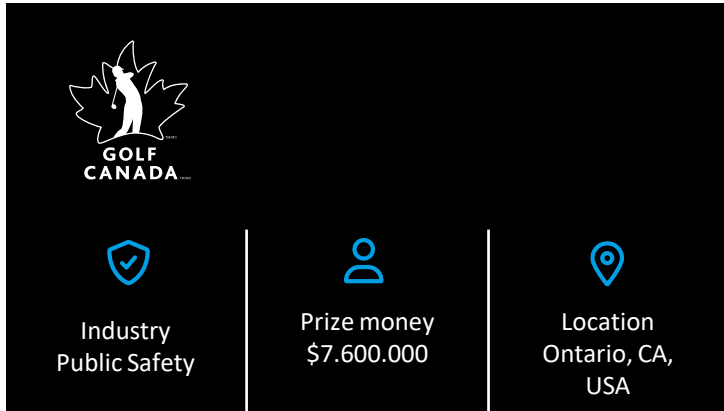 GOLF
CANADA
Industry
Public Safety
Prize money
$7.600.000
Location
Ontario, CA,
USA